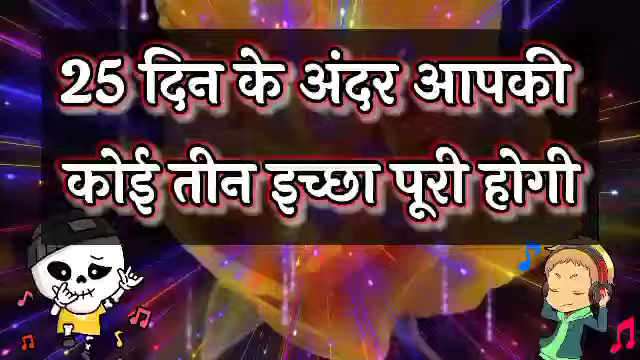 25 दिन के अंदर आपकी
कोई तीन इच्छा पूरी होगी